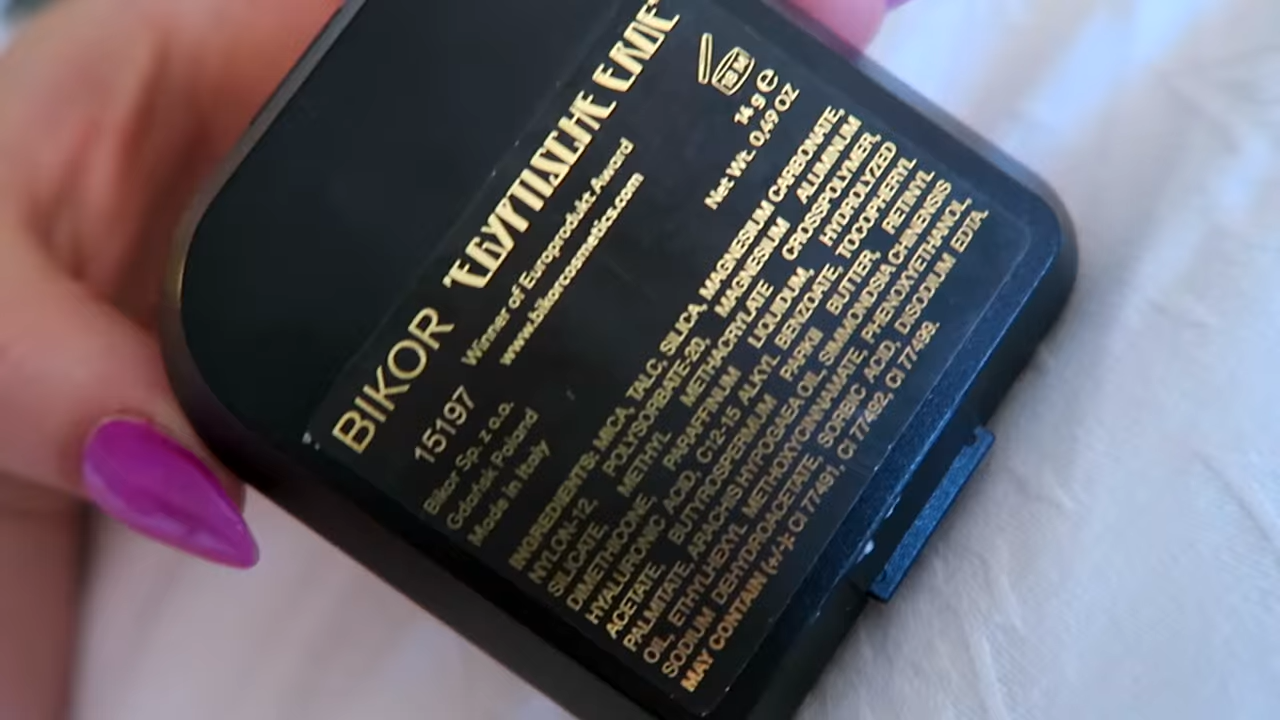 BIKOR "EGYPTISCHE ERDE"
15197
Winner of Europrodukt Award
www.bikorcosmetics.com
Bikor Sp. z o.o.
Gdańsk Poland
Made in Italy
18 M
14 g e
Net Wt. 0.49 OZ
INGREDIENTS: MICA, TALC, SILICA, MAGNESIUM CARBONATE,
NYLON-12 POLYSORBATE-20, MAGNESIUM ALUMINUM
SILICATE METHYL METHACRYLATE CROSSPOLYMER,
DIMETHICONE, PARAFFINUM LIQUIDUM, HYDROLYZED
HYALURONIC ACID, C12-15 ALKYL BENZOATE, TOCOPHERYL
ACETATE, BUTYROSPERMUM PARKII BUTTER, RETINYL
PALMITATE, ARACHIS HYPOGAEA OIL, SIMMONDSIA CHINENSIS
OIL, ETHYLHEXYL METHOXYCINNAMATE, PHENOXYETHANOL,
SODIUM DEHYDROACETATE, SORBIC ACID, DISODIUM EDTA.
MAY CONTAIN (+/-): CI 77491, CI 77492, CI 77499.